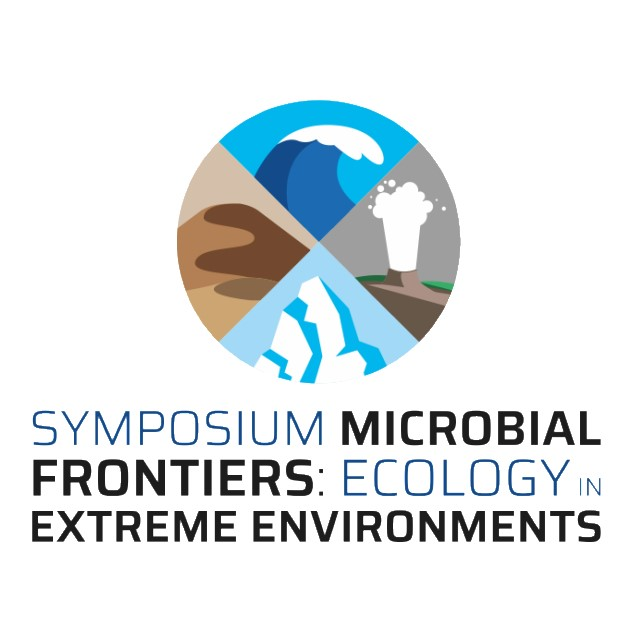 SYMPOSIUM MICROBIAL
FRONTIERS: ECOLOGY IN
EXTREME ENVIRONMENTS